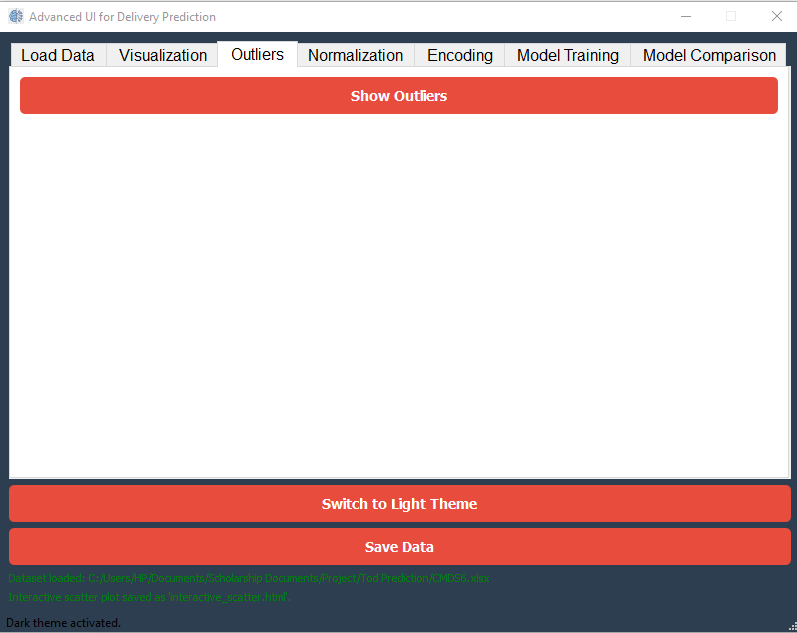 Advanced UI for Delivery Prediction
Load Data Visualization Outliers Normalization Encoding Model Training Model Comparison
Show Outliers
Switch to Light Theme
Save Data
Dataset loaded: C:/Users/HP/Documents/Scholarship Documents/Project/Tod Prediction/CMDS6.xlsx
Interactive scatter plot saved as 'interactive_scatter.html'.
Dark theme activated.